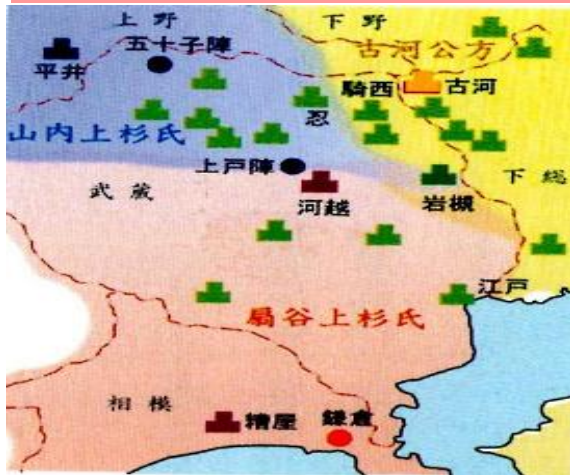 上野
下野
五十子陣
古河公方
平井
騎西
古河
忍
山内上杉氏
上戸陣
下総
武蔵
河越
岩槻
江戸
扇谷上杉氏
相模
糟屋
鎌倉